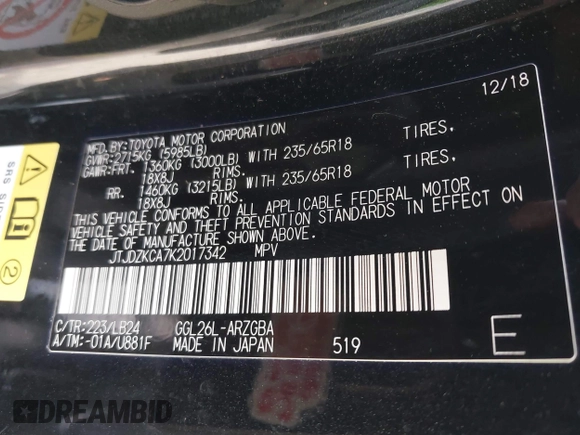 12/18
MFD.BY:TOYOTA MOTOR CORPORATION
GVWR:2715KG (5985LB)
GAWR:FRT. 1360KG (3000LB) WITH 235/65R18 TIRES,
18X8J RIMS.
RR. 1460KG (3215LB) WITH 235/65R18 TIRES,
18X8J RIMS.
THIS VEHICLE CONFORMS TO ALL APPLICABLE FEDERAL MOTOR
VEHICLE SAFETY AND THEFT PREVENTION STANDARDS IN EFFECT ON
THE DATE OF MANUFACTURE SHOWN ABOVE.
JTJDZKCA7K2017342 MPV
C/TR:223/LB24 GGL26L-ARZGBA
A/TM:-01A/U881F MADE IN JAPAN 519 E
SRS
2
DREAMBID